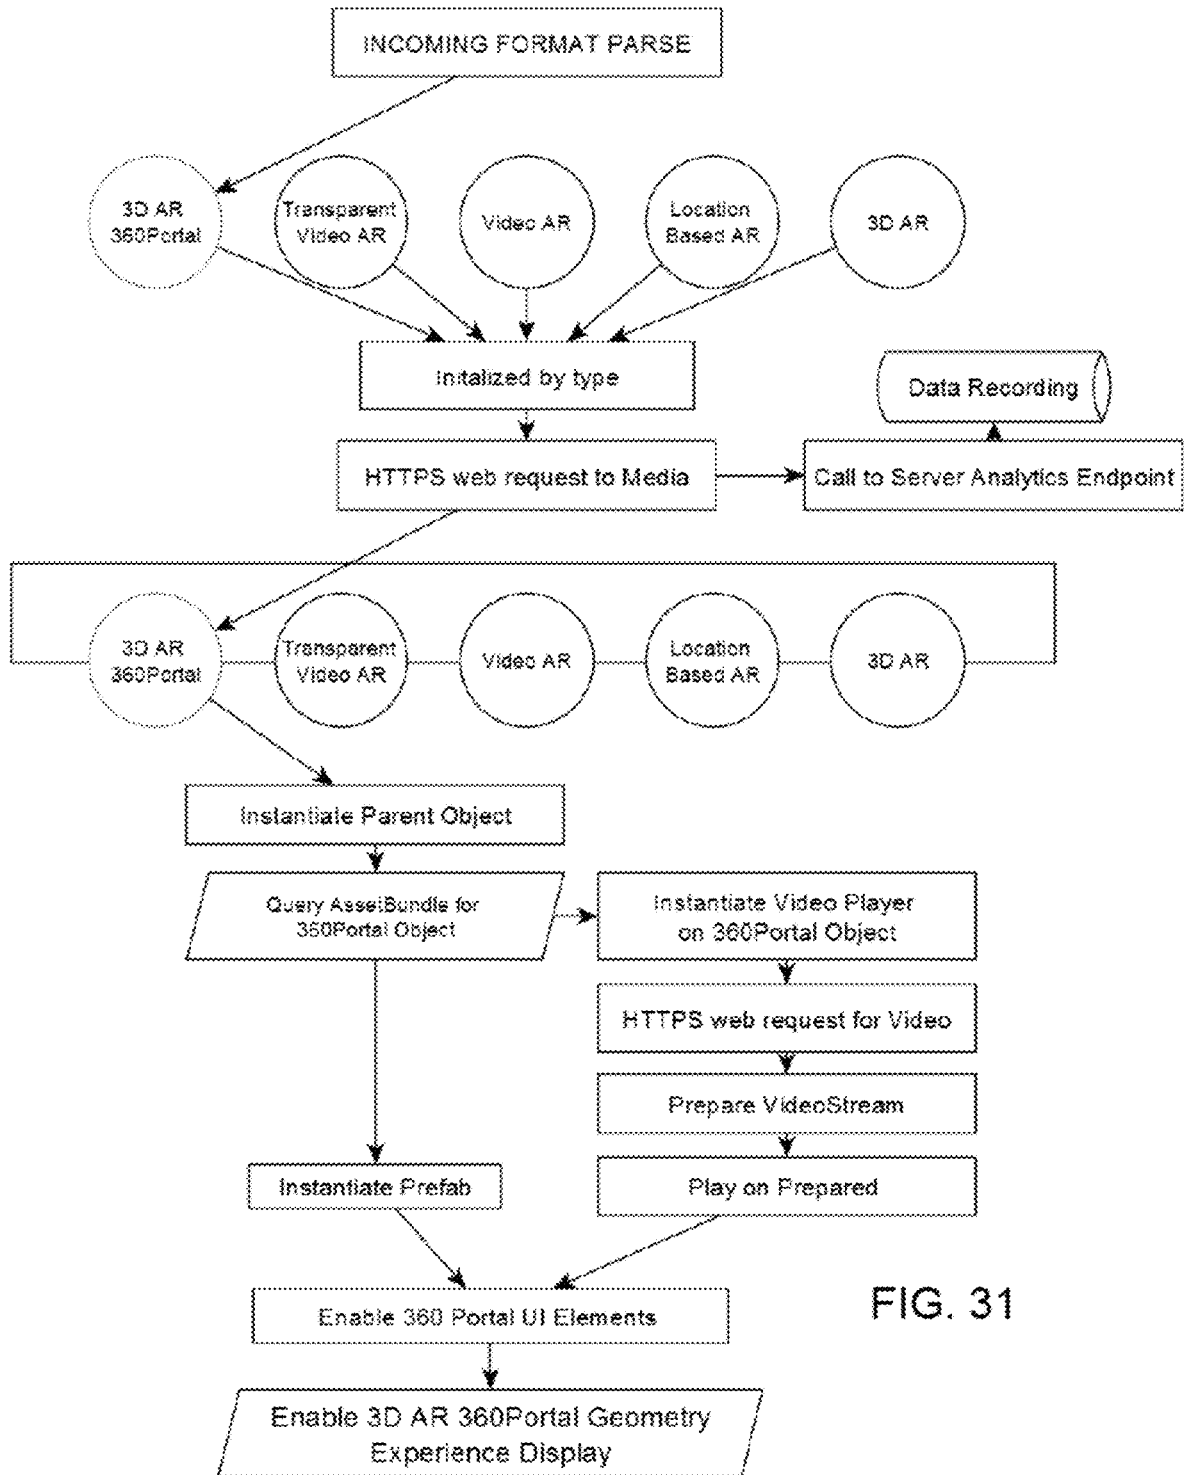 INCOMING FORMAT PARSE
3D AR
360Portal
Transparent
Video AR
Video AR
Location
Based AR
3D AR
Initalized by type
Data Recording
HTTPS web request to Media
Call to Server Analytics Endpoint
3D AR
360Portal
Transparent
Video AR
Video AR
Location
Based AR
3D AR
Instantiate Parent Object
Query AssetBundle for
360Portal Object
Instantiate Video Player
on 360Portal Object
HTTPS web request for Video
Prepare VideoStream
Instantiate Prefab
Play on Prepared
Enable 360 Portal UI Elements
FIG. 31
Enable 3D AR 360Portal Geometry
Experience Display